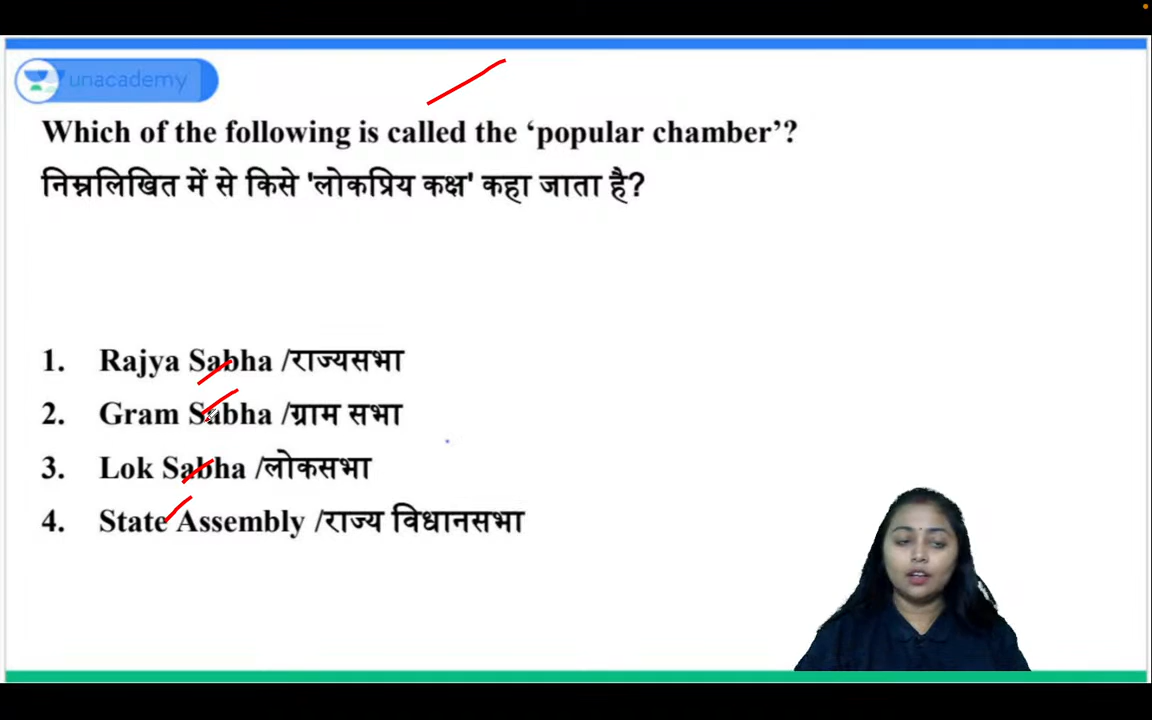 unacademy
Which of the following is called the ‘popular chamber’?
निम्नलिखित में से किसे 'लोकप्रिय कक्ष' कहा जाता है?
1. Rajya Sabha /राज्यसभा
2. Gram Sabha /ग्राम सभा
3. Lok Sabha /लोकसभा
4. State Assembly /राज्य विधानसभा